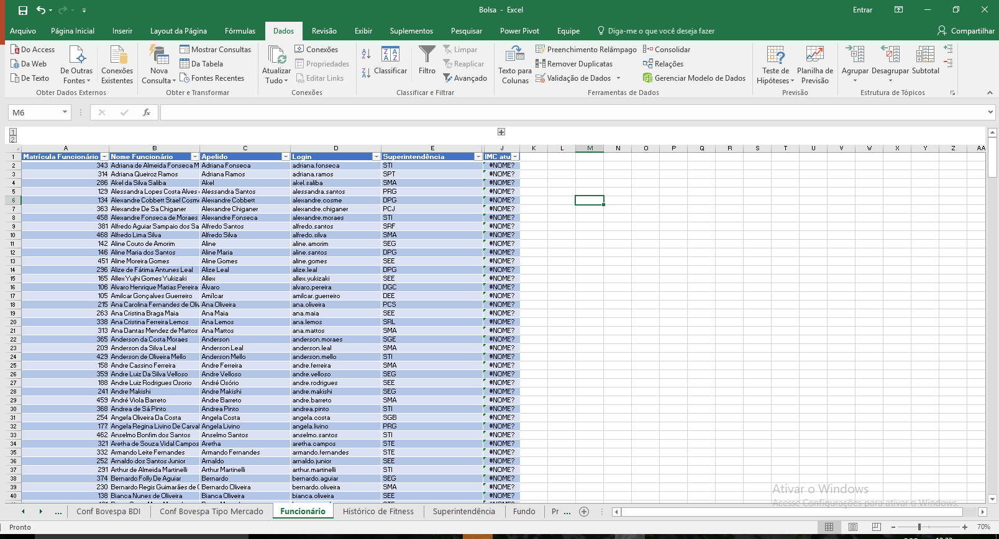 Bolsa - Excel
Entrar
Arquivo Página Inicial Inserir Layout da Página Fórmulas Dados Revisão Exibir Suplementos Pesquisar Power Pivot Equipe Diga-me o que você deseja fazer Compartilhar
Do Access
Da Web
De Texto
De Outras Fontes
Conexões Existentes
Obter Dados Externos
Nova Consulta
Mostrar Consultas
Da Tabela
Fontes Recentes
Obter e Transformar
Atualizar Tudo
Conexões
Propriedades
Editar Links
Conexões
Classificar
Filtro
Limpar
Reaplicar
Avançado
Classificar e Filtrar
Texto para Colunas
Preenchimento Relâmpago
Remover Duplicatas
Validação de Dados
Consolidar
Relações
Gerenciar Modelo de Dados
Ferramentas de Dados
Teste de Hipóteses
Planilha de Previsão
Previsão
Agrupar
Desagrupar
Subtotal
Estrutura de Tópicos
M6
fx
1
2
A B C D E J K L M N O P Q R S T U V W X Y Z AA
1 Matrícula Funcionário Nome Funcionário Apelido Login Superintendência IMC atu
2 343 Adriana de Almeida Fonseca M Adriana Fonseca adriana.fonseca STI #NOME?
3 314 Adriana Queiroz Ramos Adriana Ramos adriana.ramos SPT #NOME?
4 286 Akel da Silva Saliba Akel akel.saliba SMA #NOME?
5 129 Alessandra Lopes Costa Alves Alessandra Santos alessandra.santos PRG #NOME?
6 134 Alexandre Cobbett Stael Cosme Alexandre Cobbett alexandre.cosme DPG #NOME?
7 363 Alexandre De Sa Chiganer Alexandre Chiganer alexandre.chiganer PCJ #NOME?
8 458 Alexandre Fonseca de Moraes Alexandre Fonseca alexandre.moraes STI #NOME?
9 381 Alfredo Aguiar Sampaio dos Sa Alfredo Santos alfredo.santos SRF #NOME?
10 468 Alfredo Lima Silva Alfredo Silva alfredo.silva SMA #NOME?
11 142 Aline Couto de Amorim Aline aline.amorim SEG #NOME?
12 146 Aline Maria dos Santos Aline Maria aline.santos DPG #NOME?
13 451 Aline Moreira Gomes Aline Gomes aline.gomes SEE #NOME?
14 296 Alize de Fátima Antunes Leal Alize Leal alize.leal DPG #NOME?
15 165 Allex Yujhi Gomes Yukizaki Allex allex.yukizaki SEE #NOME?
16 106 Alvaro Henrique Matias Pereira Álvaro alvaro.pereira DGC #NOME?
17 105 Amilcar Gonçalves Guerreiro Amílcar amilcar.guerreiro DEE #NOME?
18 215 Ana Carolina Fernandes de Oliv Ana Oliveira ana.oliveira PCS #NOME?
19 263 Ana Cristina Braga Maia Ana Maia ana.maia SEE #NOME?
20 338 Ana Cristina Ferreira Lemos Ana Lemos ana.lemos SRL #NOME?
21 313 Ana Dantas Mendez de Mattos Ana Mattos ana.mattos SMA #NOME?
22 365 Anderson da Costa Moraes Anderson anderson.moraes SGE #NOME?
23 209 Anderson da Silva Leal Anderson Leal anderson.leal SMA #NOME?
24 429 Anderson de Oliveira Mello Anderson Mello anderson.mello STI #NOME?
25 158 Andre Cassino Ferreira Andre Ferreira andre.ferreira SMA #NOME?
26 359 Andre Luiz Da Silva Velloso Andre Velloso andre.velloso SEG #NOME?
27 188 Andre Luiz Rodrigues Osorio André Osório andre.rodrigues SEE #NOME?
28 241 Andre Makishi Andre Makishi andre.makishi SEG #NOME?
29 459 André Viola Barreto Andre Barreto andre.barreto SMA #NOME?
30 368 Andrea de Sá Pinto Andrea Pinto andrea.pinto STI #NOME?
31 254 Angela Oliveira Da Costa Angela Costa angela.costa SGB #NOME?
32 177 Angela Regina Livino De Carval Angela Livino angela.livino PRG #NOME?
33 462 Anselmo Bonfim dos Santos Anselmo Santos anselmo.santos STI #NOME?
34 321 Aretha de Souza Vidal Campos Aretha aretha.campos STE #NOME?
35 332 Armando Leite Fernandes Armando Fernandes armando.fernandes STE #NOME?
36 252 Arnaldo dos Santos Junior Arnaldo arnaldo.junior SEE #NOME?
37 291 Arthur de Almeida Martinelli Arthur Martinelli arthur.martinelli STI #NOME?
38 374 Bernardo Folly De Aguiar Bernardo bernardo.aguiar SEG #NOME?
39 230 Bernardo Regis Guimarães de Bernardo Oliveira bernardo.oliveira SMA #NOME?
40 138 Bianca Nunes de Oliveira Bianca Oliveira bianca.oliveira SEE #NOME?
Ativar o Windows
Acesse Configurações para ativar o Windows.
... Conf Bovespa BDI Conf Bovespa Tipo Mercado Funcionário Histórico de Fitness Superintendência Fundo Pr ...
Pronto
70%